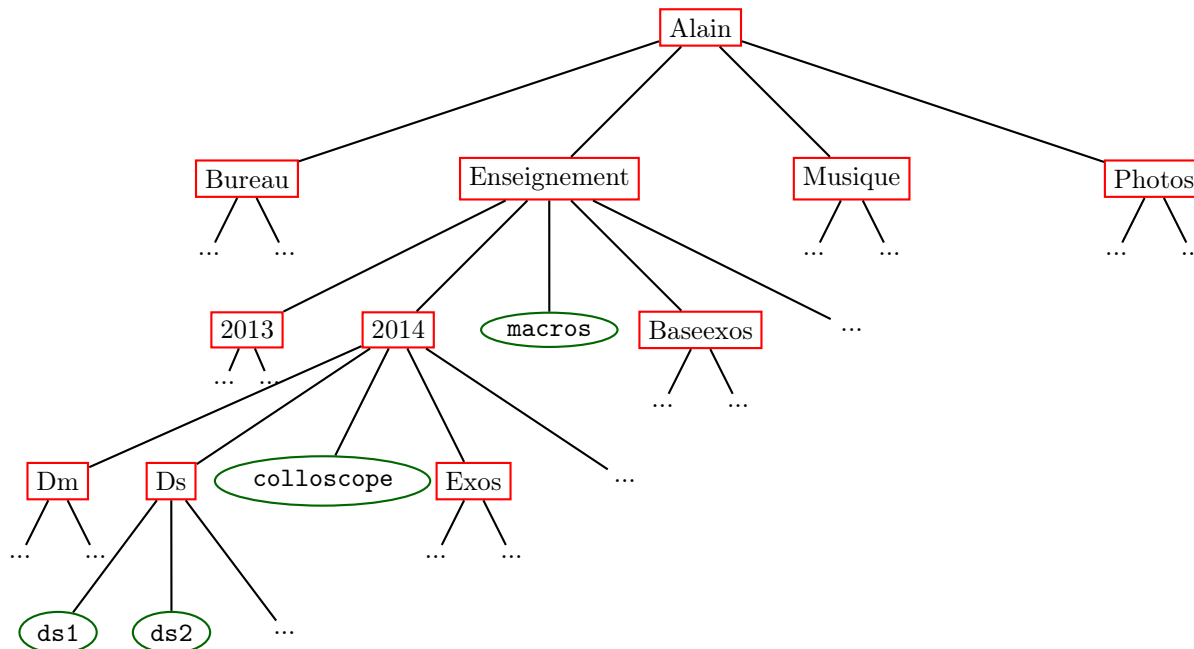 Alain
Bureau Enseignement Musique Photos
... ... ... ... ... ...
2013 2014 macros Baseexos ...
... ...
... ...
Dm Ds colloscope Exos ...
... ... ... ...
ds1 ds2 ...